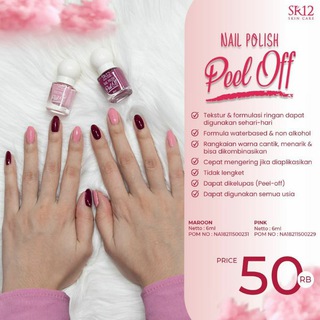 SR12
SKIN CARE
NAIL POLISH
Peel Off
Tekstur & formulasi ringan dapat
digunakan sehari-hari
Formula waterbased & non alkohol
Rangkaian warna cantik, menarik &
bisa dikombinasikan
Cepat mengering jika diaplikasikan
Tidak lengket
Dapat dikelupas (Peel-off)
Dapat digunakan semua usia
MAROON
Netto : 6ml
POM NO : NA18211500231
PINK
Netto : 6ml
POM NO : NA18211500229
PRICE
50 RB